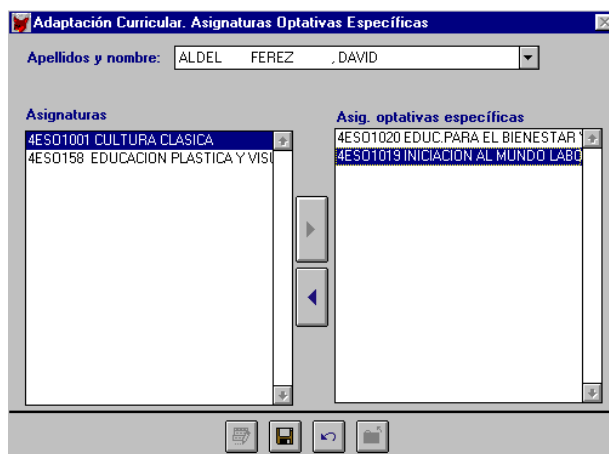 Adaptación Curricular. Asignaturas Optativas Específicas
Apellidos y nombre: ALDEL FEREZ , DAVID
Asignaturas
4ESO1001 CULTURA CLASICA
4ESO158 EDUCACION PLASTICA Y VISU
Asig. optativas específicas
4ESO1020 EDUC.PARA EL BIENESTAR Y
4ESO1019 INICIACION AL MUNDO LABO